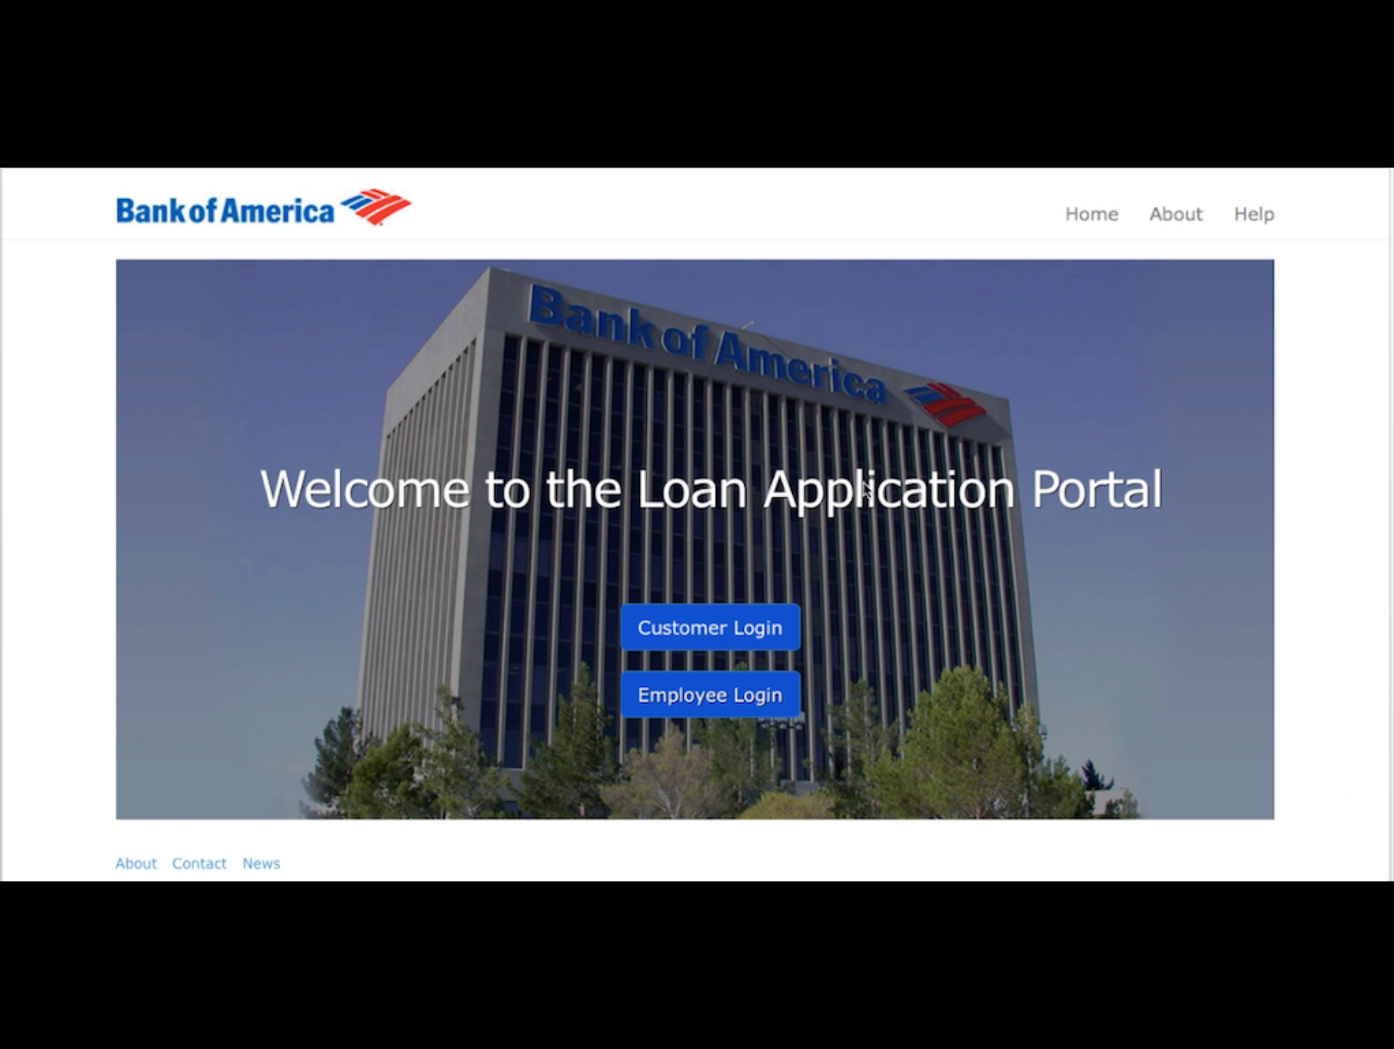 Bank of America
Home About Help
Bank of America
Welcome to the Loan Application Portal
Customer Login
Employee Login
About Contact News